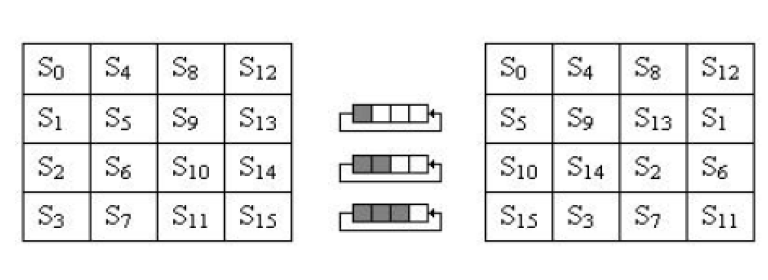 S0 S4 S8 S12 S0 S4 S8 S12
S1 S5 S9 S13 S5 S9 S13 S1
S2 S6 S10 S14 S10 S14 S2 S6
S3 S7 S11 S15 S15 S3 S7 S11